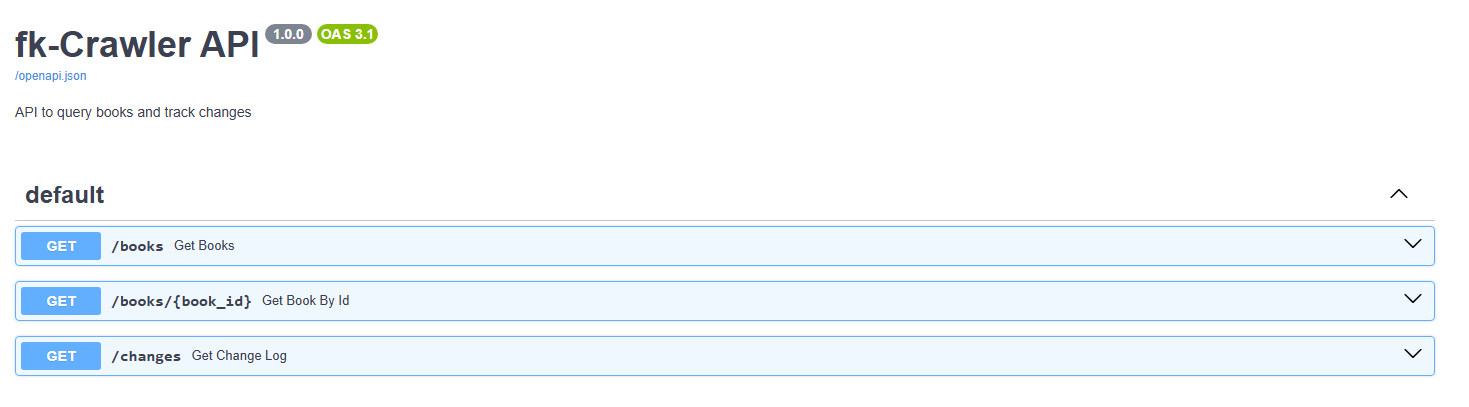 fk-Crawler API 1.0.0 OAS 3.1
/openapi.json
API to query books and track changes
default
GET /books Get Books
GET /books/{book_id} Get Book By Id
GET /changes Get Change Log